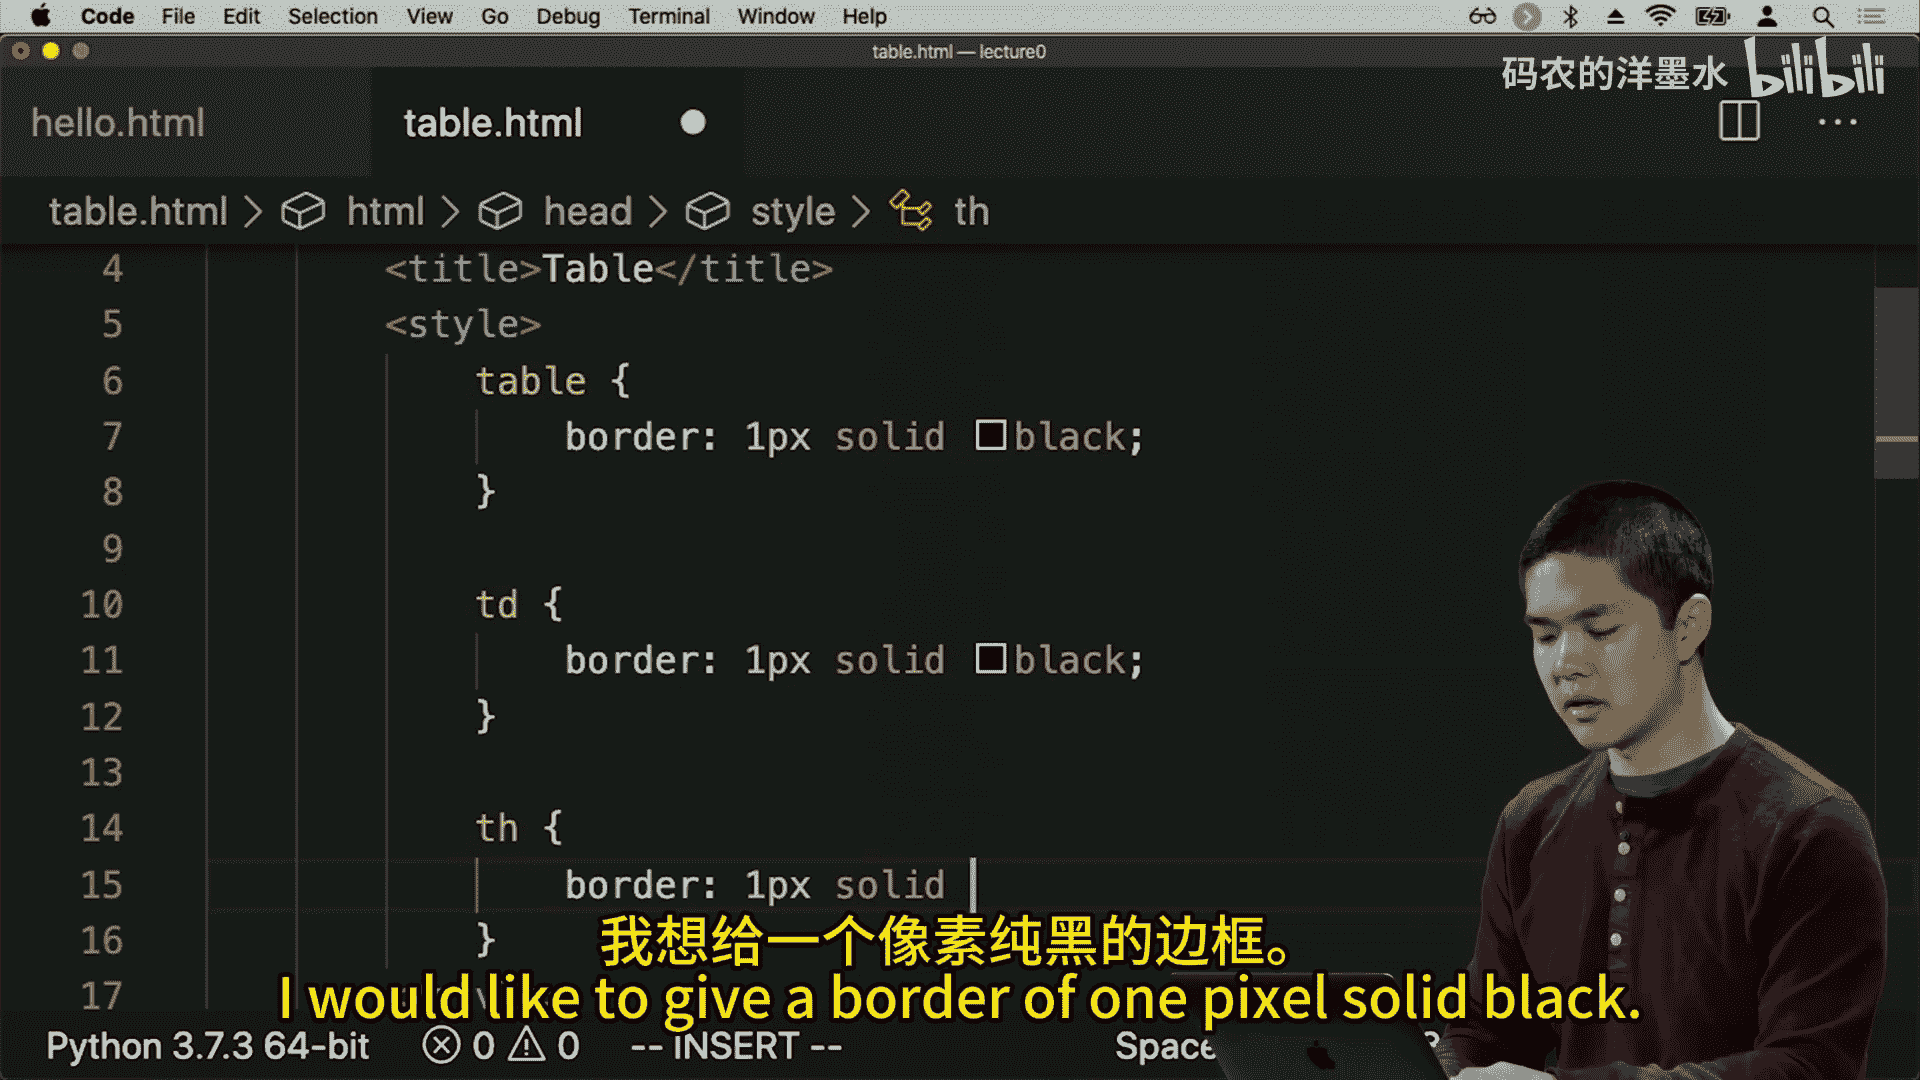 Code File Edit Selection View Go Debug Terminal Window Help
table.html — lecture0
码农的洋墨水 bilibili
hello.html table.html
table.html > html > head > style > th
4 <title>Table</title>
5 <style>
6 table {
7 border: 1px solid black;
8 }
9
10 td {
11 border: 1px solid black;
12 }
13
14 th {
15 border: 1px solid
16 }
我想给一个像素纯黑的边框。
17
I would like to give a border of one pixel solid black.
Python 3.7.3 64-bit 0 0 -- INSERT --